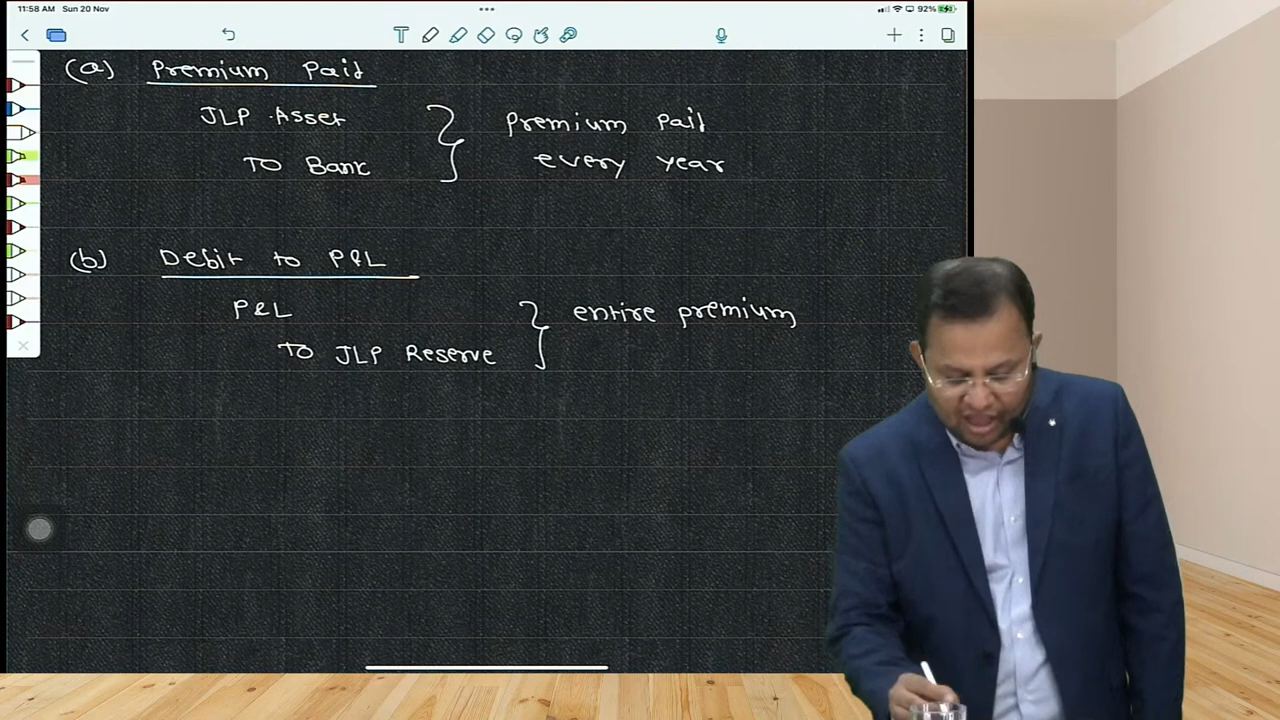 11:58 AM Sun 20 Nov
92%
(a) Premium Paid
JLP Asset
To Bank
Premium Paid
every year
(b) Debit to P&L
P&L
To JLP Reserve
entire premium